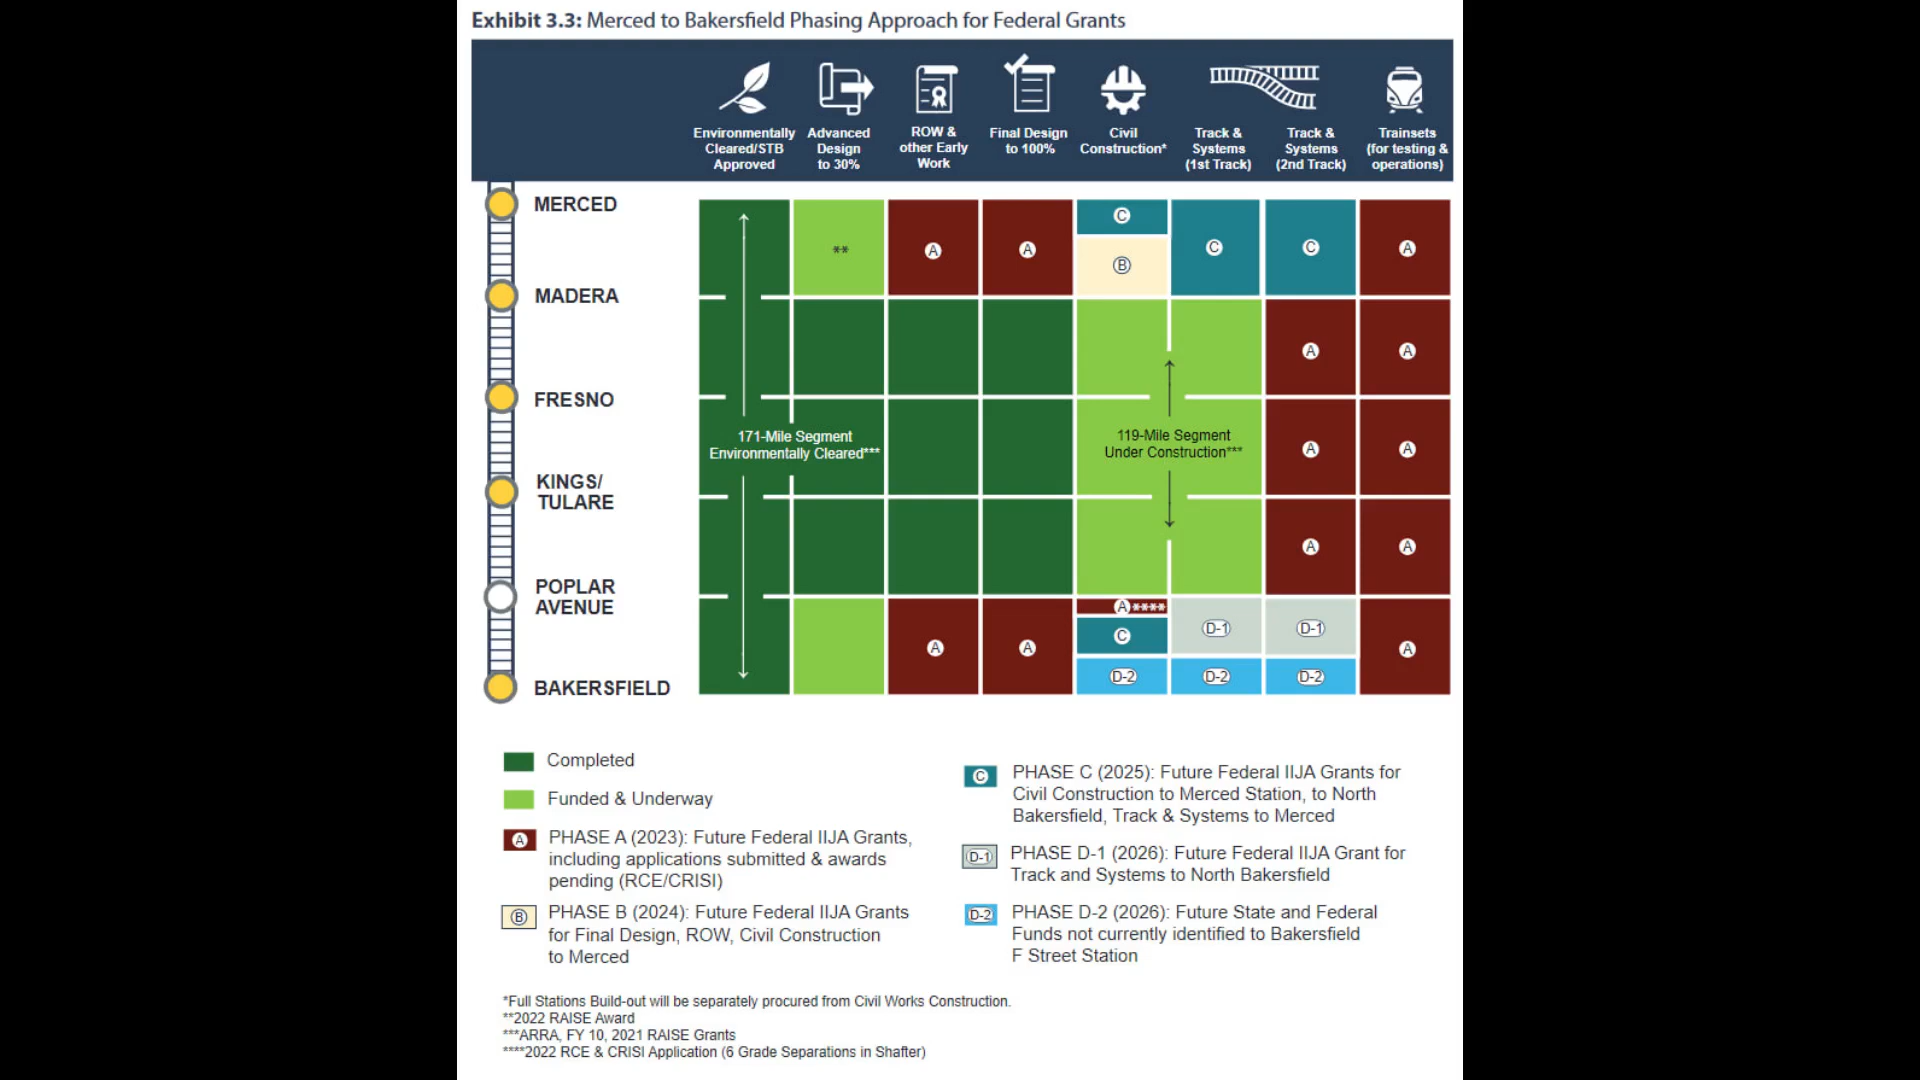 Exhibit 3.3: Merced to Bakersfield Phasing Approach for Federal Grants
Environmentally
Cleared/STB
Approved
Advanced
Design
to 30%
ROW &
other Early
Work
Final Design
to 100%
Civil
Construction*
Track &
Systems
(1st Track)
Track &
Systems
(2nd Track)
Trainsets
(for testing &
operations)
MERCED
**
A
A
C
B
C
C
A
MADERA
A
A
FRESNO
171-Mile Segment
Environmentally Cleared***
119-Mile Segment
Under Construction***
A
A
KINGS/
TULARE
A
A
POPLAR
AVENUE
A
A
A ****
C
D-2
D-1
D-2
D-1
D-2
A
BAKERSFIELD
Completed
Funded & Underway
A PHASE A (2023): Future Federal IIJA Grants,
including applications submitted & awards
pending (RCE/CRISI)
B PHASE B (2024): Future Federal IIJA Grants
for Final Design, ROW, Civil Construction
to Merced
C PHASE C (2025): Future Federal IIJA Grants for
Civil Construction to Merced Station, to North
Bakersfield, Track & Systems to Merced
D-1 PHASE D-1 (2026): Future Federal IIJA Grant for
Track and Systems to North Bakersfield
D-2 PHASE D-2 (2026): Future State and Federal
Funds not currently identified to Bakersfield
F Street Station
*Full Stations Build-out will be separately procured from Civil Works Construction.
**2022 RAISE Award
***ARRA, FY 10, 2021 RAISE Grants
****2022 RCE & CRISI Application (6 Grade Separations in Shafter)